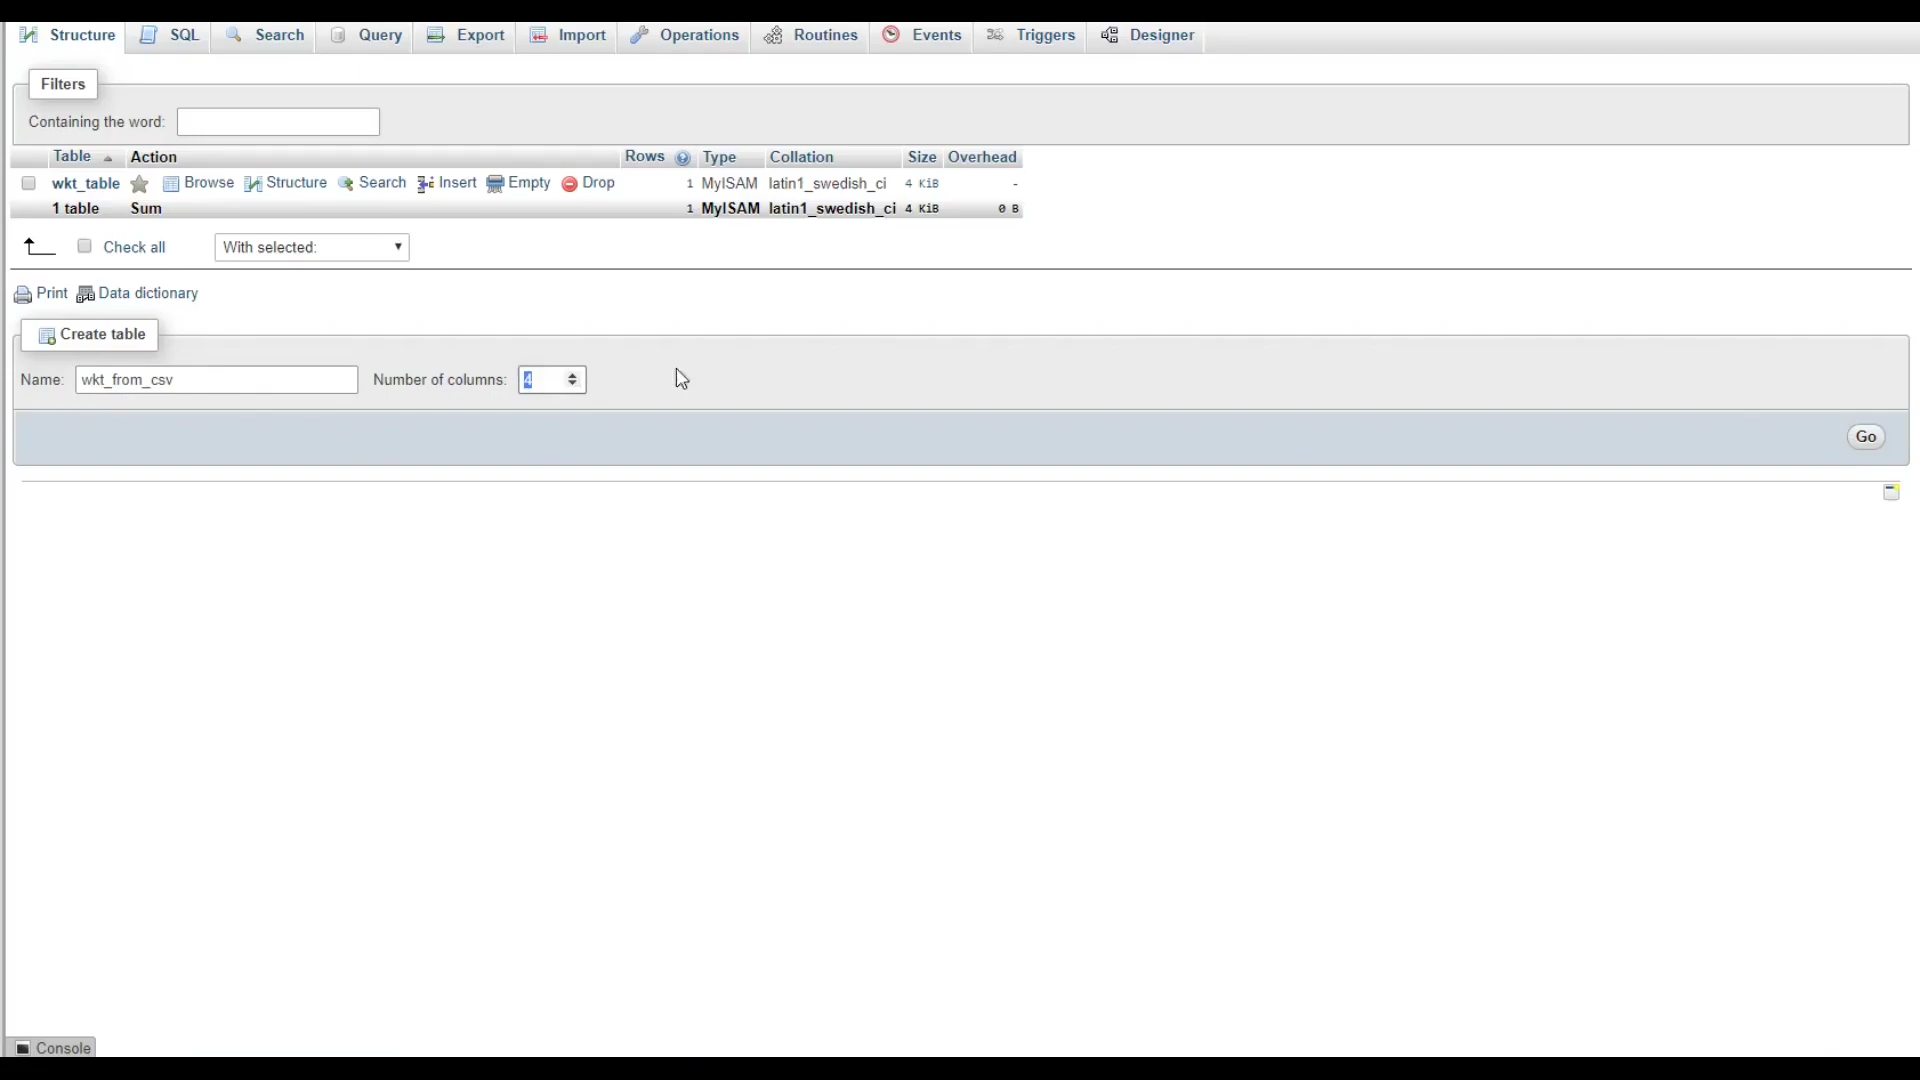 Structure SQL Search Query Export Import Operations Routines Events Triggers Designer
Filters
Containing the word:
Table Action Rows Type Collation Size Overhead
wkt_table Browse Structure Search Insert Empty Drop 1 MyISAM latin1_swedish_ci 4 KiB -
1 table Sum 1 MyISAM latin1_swedish_ci 4 KiB 0 B
Check all With selected:
Print Data dictionary
Create table
Name: wkt_from_csv Number of columns: 4
Go
Console